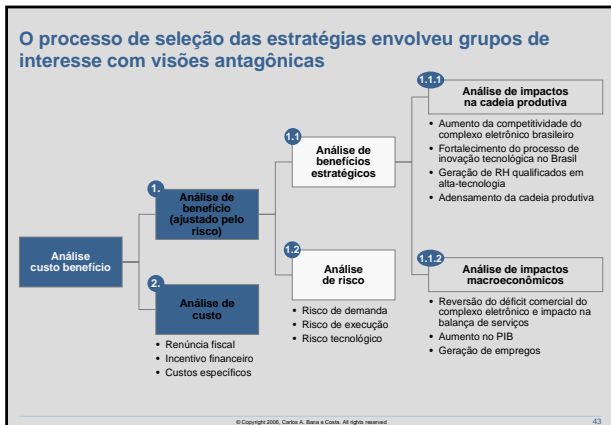 O processo de seleção das estratégias envolveu grupos de
interesse com visões antagônicas
1.1.1
Análise de impactos
na cadeia produtiva
• Aumento da competitividade do
complexo eletrônico brasileiro
• Fortalecimento do processo de
inovação tecnológica no Brasil
• Geração de RH qualificados em
alta-tecnologia
• Adensamento da cadeia produtiva
1.1
Análise de
benefícios
estratégicos
1.
Análise de
benefício
(ajustado pelo
risco)
Análise
custo benefício
1.2
Análise
de risco
• Risco de demanda
• Risco de execução
• Risco tecnológico
1.1.2
Análise de impactos
macroeconômicos
• Reversão do déficit comercial do
complexo eletrônico e impacto na
balança de serviços
• Aumento no PIB
• Geração de empregos
2.
Análise de
custo
• Renúncia fiscal
• Incentivo financeiro
• Custos específicos
© Copyright 2006, Carlos A. Bana e Costa. All rights reserved
43